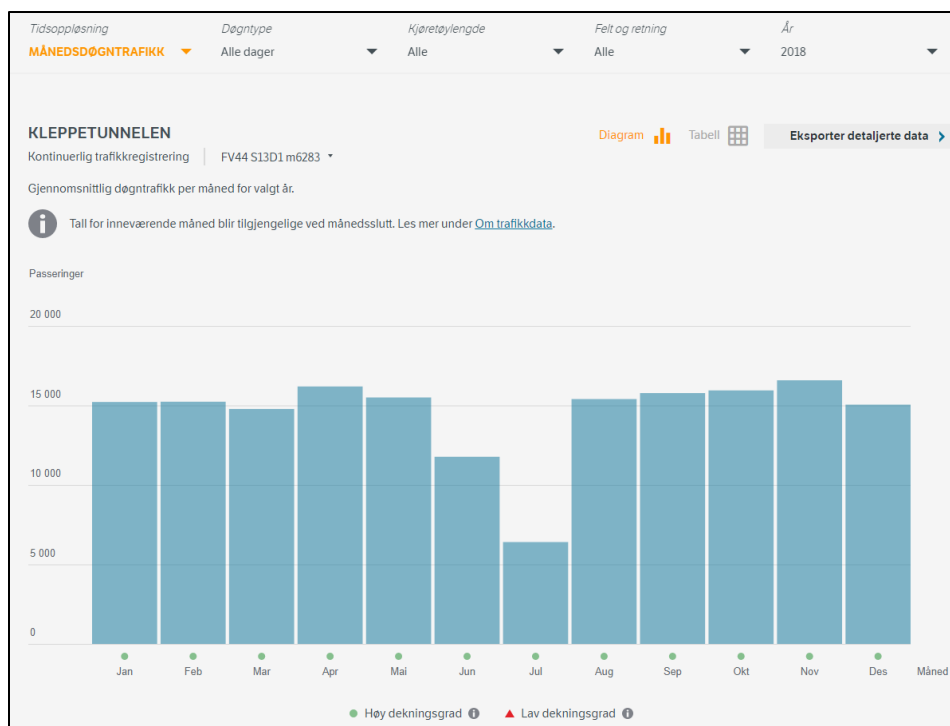 Tidsoppløsning Døgntype Kjøretøylengde Felt og retning År
MÅNEDSDØGNTRAFIKK Alle dager Alle Alle 2018
KLEPPETUNNELEN
Diagram Tabell Eksporter detaljerte data
Kontinuerlig trafikkregistrering FV44 S13D1 m6283
Gjennomsnittlig døgntrafikk per måned for valgt år.
Tall for inneværende måned blir tilgjengelige ved månedsslutt. Les mer under Om trafikkdata.
Passeringer
20 000
15 000
10 000
5 000
0
Jan Feb Mar Apr Mai Jun Jul Aug Sep Okt Nov Des Måned
Høy dekningsgrad Lav dekningsgrad